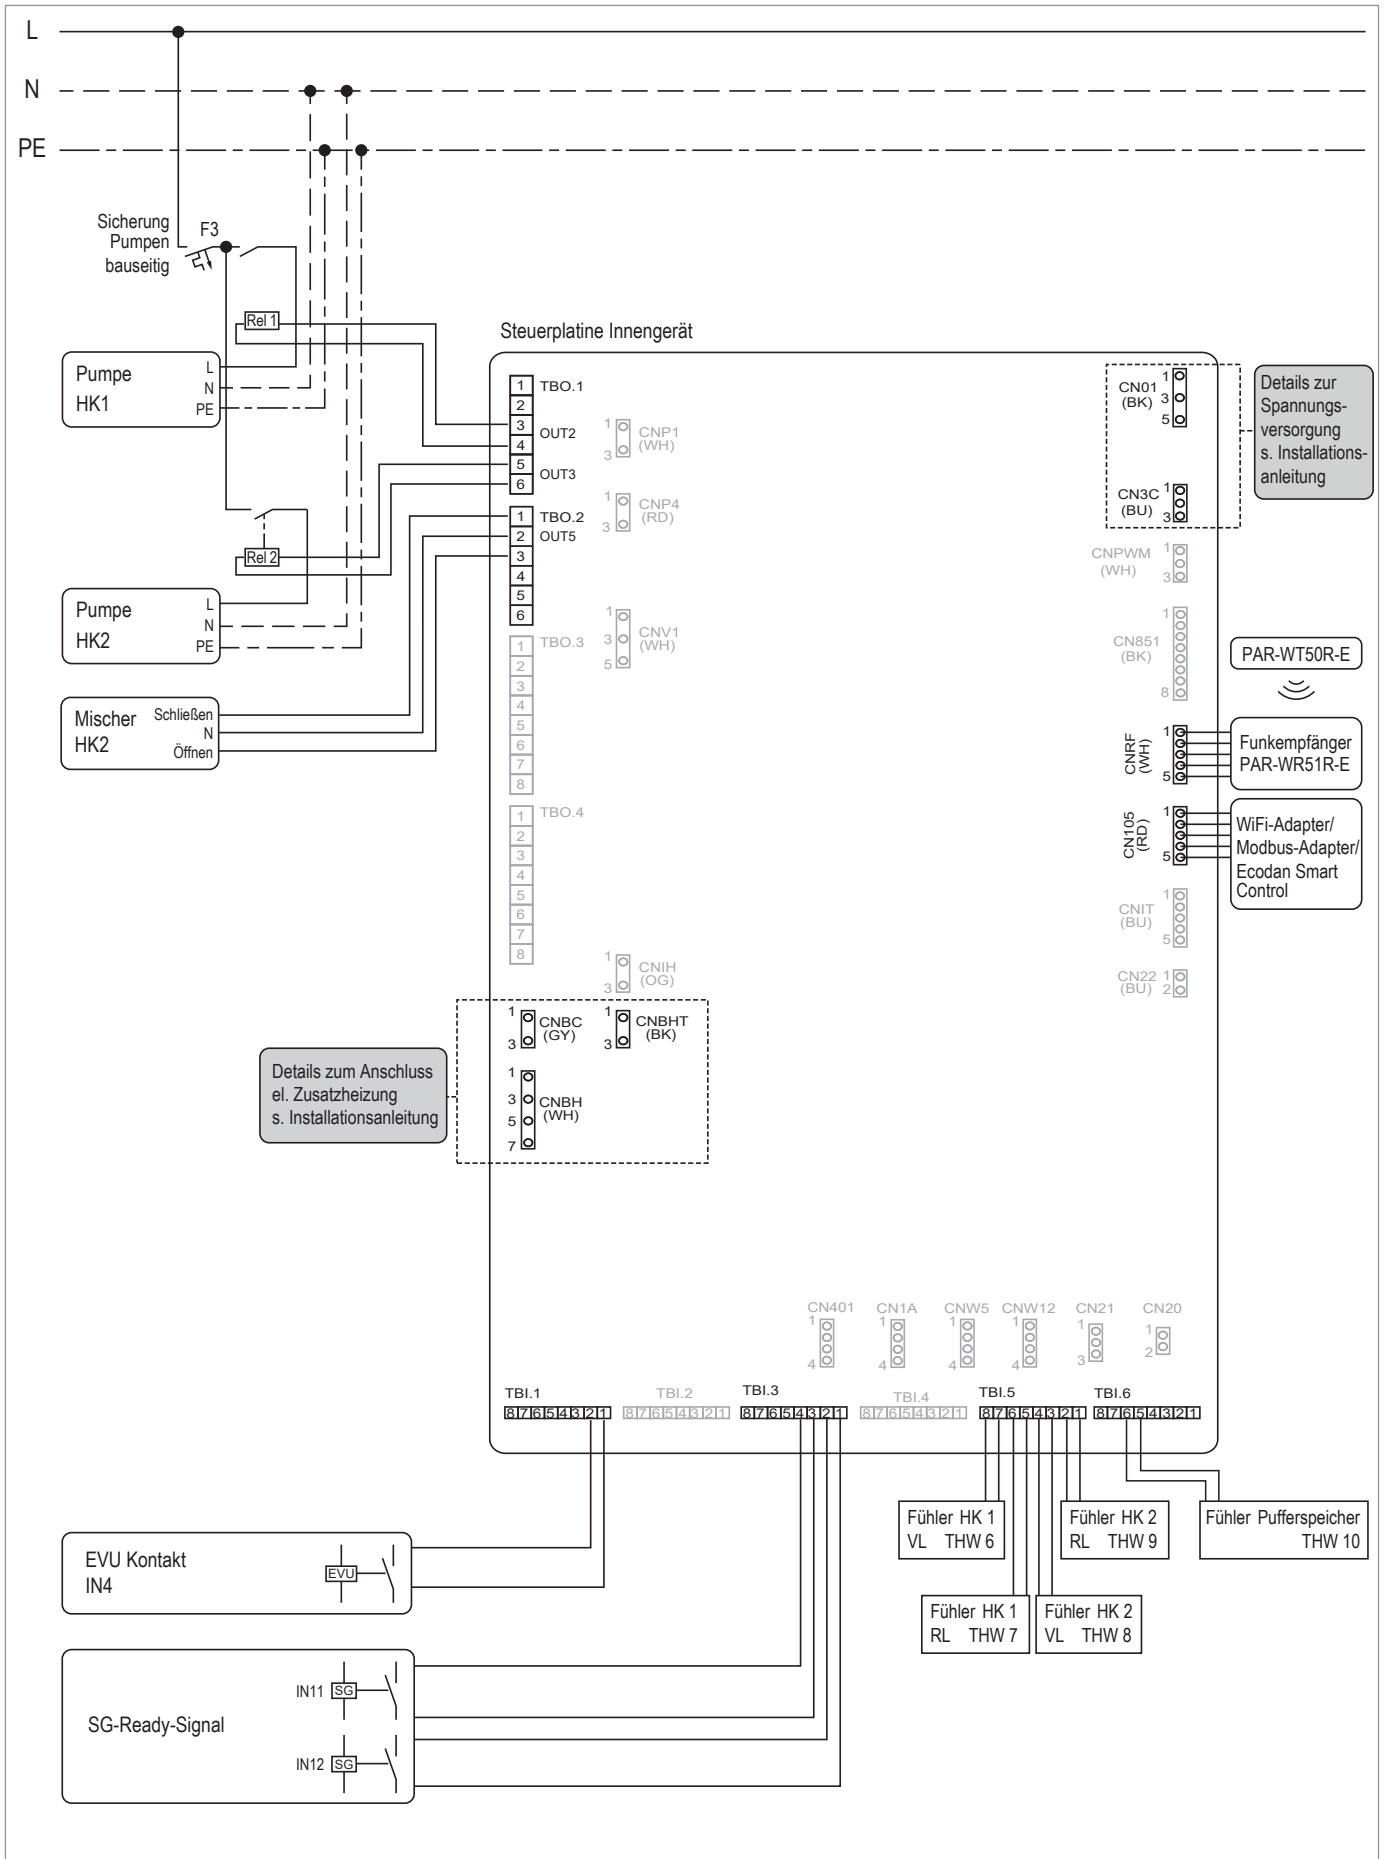 L
N
PE
Sicherung
Pumpen
bauseitig
F3
Rel 1
Pumpe
HK1
L
N
PE
Rel 2
Pumpe
HK2
L
N
PE
Mischer
HK2
Schließen
N
Öffnen
Steuerplatine Innengerät
1 TBO.1
2
3
OUT2
4
5
OUT3
6
1 TBO.2
2 OUT5
3
4
5
6
1 TBO.3
2
3
4
5
6
7
8
1 TBO.4
2
3
4
5
6
7
8
1
CNP1
(WH)
3
1
CNP4
(RD)
3
1
3
CNV1
(WH)
5
1
CNIH
(OG)
3
1
CNBC
(GY)
3
1
CNBHT
(BK)
3
1
3
CNBH
(WH)
5
7
Details zum Anschluss
el. Zusatzheizung
s. Installationsanleitung
1
CN01
(BK)
3
5
CN3C
(BU)
1
3
Details zur
Spannungs-
versorgung
s. Installations-
anleitung
CNPWM
(WH)
1
3
CN851
(BK)
1
8
CNRF
(WH)
1
5
CN105
(RD)
1
5
CNIT
(BU)
1
5
CN22
(BU)
1
2
PAR-WT50R-E
Funkempfänger
PAR-WR51R-E
WiFi-Adapter/
Modbus-Adapter/
Ecodan Smart
Control
CN401
1
4
CN1A
1
4
CNW5
1
4
CNW12
1
4
CN21
1
3
CN20
1
2
TBI.1
8 7 6 5 4 3 2 1
TBI.2
8 7 6 5 4 3 2 1
TBI.3
8 7 6 5 4 3 2 1
TBI.4
8 7 6 5 4 3 2 1
TBI.5
8 7 6 5 4 3 2 1
TBI.6
8 7 6 5 4 3 2 1
Fühler HK 1
VL THW 6
Fühler HK 2
RL THW 9
Fühler Pufferspeicher
THW 10
Fühler HK 1
RL THW 7
Fühler HK 2
VL THW 8
EVU Kontakt
IN4
EVU
SG-Ready-Signal
IN11
SG
IN12
SG